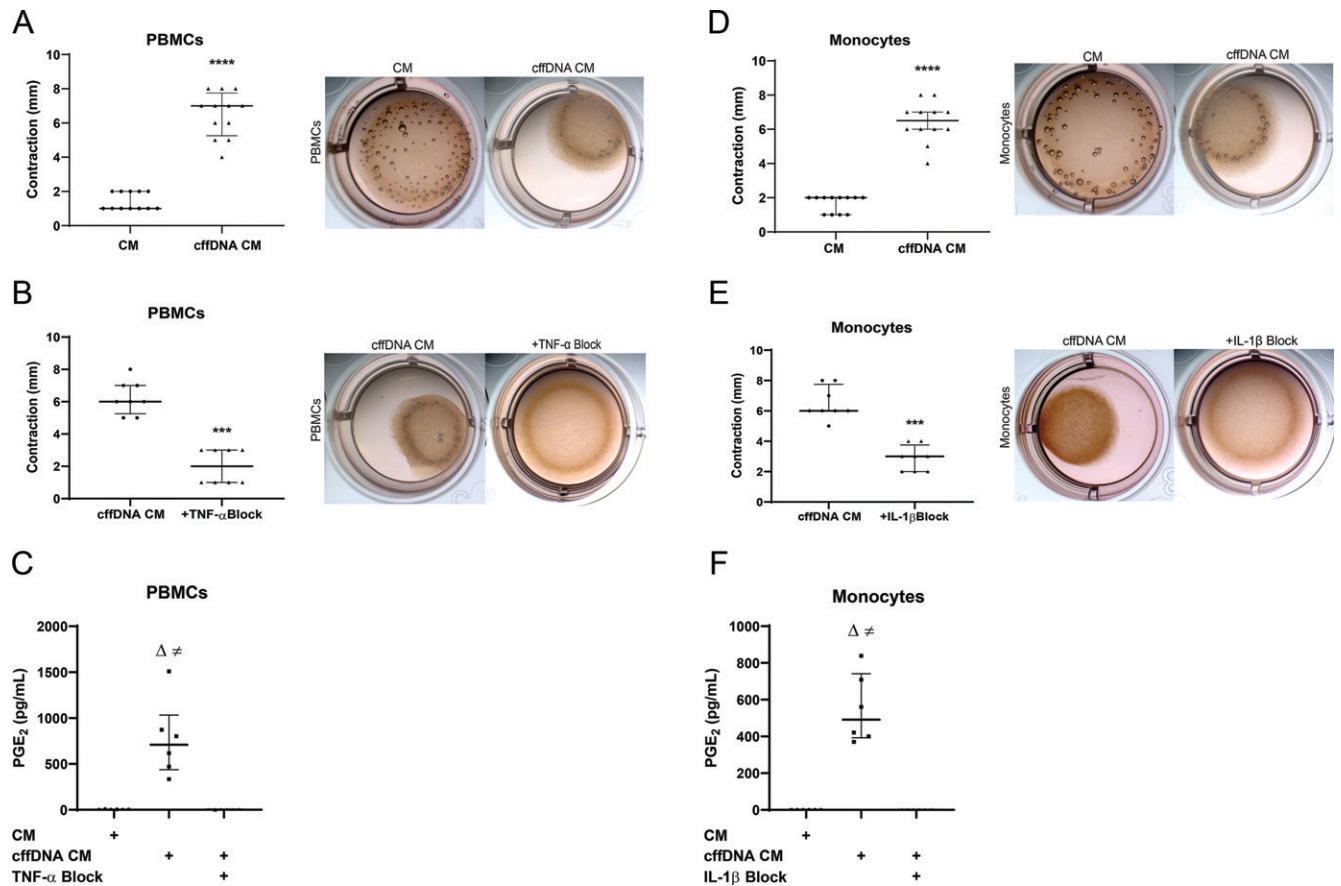 A
PBMCs
Contraction (mm)
10
8
6
4
2
0
****
CM
cffDNA CM
PBMCs
CM
cffDNA CM
D
Monocytes
Contraction (mm)
10
8
6
4
2
0
****
CM
cffDNA CM
Monocytes
CM
cffDNA CM
B
PBMCs
Contraction (mm)
10
8
6
4
2
0
***
cffDNA CM
+TNF-αBlock
PBMCs
cffDNA CM
+TNF-α Block
E
Monocytes
Contraction (mm)
10
8
6
4
2
0
***
cffDNA CM
+IL-1βBlock
Monocytes
cffDNA CM
+IL-1β Block
C
PBMCs
PGE₂ (pg/mL)
2000
1500
1000
500
0
Δ ≠
CM +
cffDNA CM + +
TNF-α Block +
F
Monocytes
PGE₂ (pg/mL)
1000
800
600
400
200
0
Δ ≠
CM +
cffDNA CM + +
IL-1β Block +